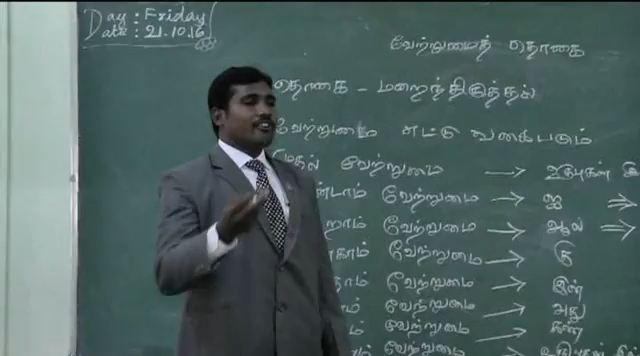 Day : Friday
Date : 21.10.16
வேற்றுமைத் தொகை
தொகை - மறைந்திருத்தல்
வேற்றுமை எட்டு வகைபடும்
முதல் வேற்றுமை →
ண்டாம் வேற்றுமை → ஐ ⇒
றாம் வேற்றுமை → ஆல் ⇒
காம் வேற்றுமை → கு
தாம் வேற்றுமை → இன்
ம் வேற்றுமை → அது
ம் வேற்றுமை → கண்
வேற்றுமை →